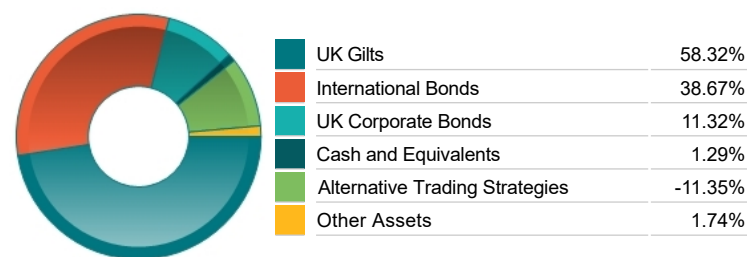 UK Gilts 58.32%
International Bonds 38.67%
UK Corporate Bonds 11.32%
Cash and Equivalents 1.29%
Alternative Trading Strategies -11.35%
Other Assets 1.74%